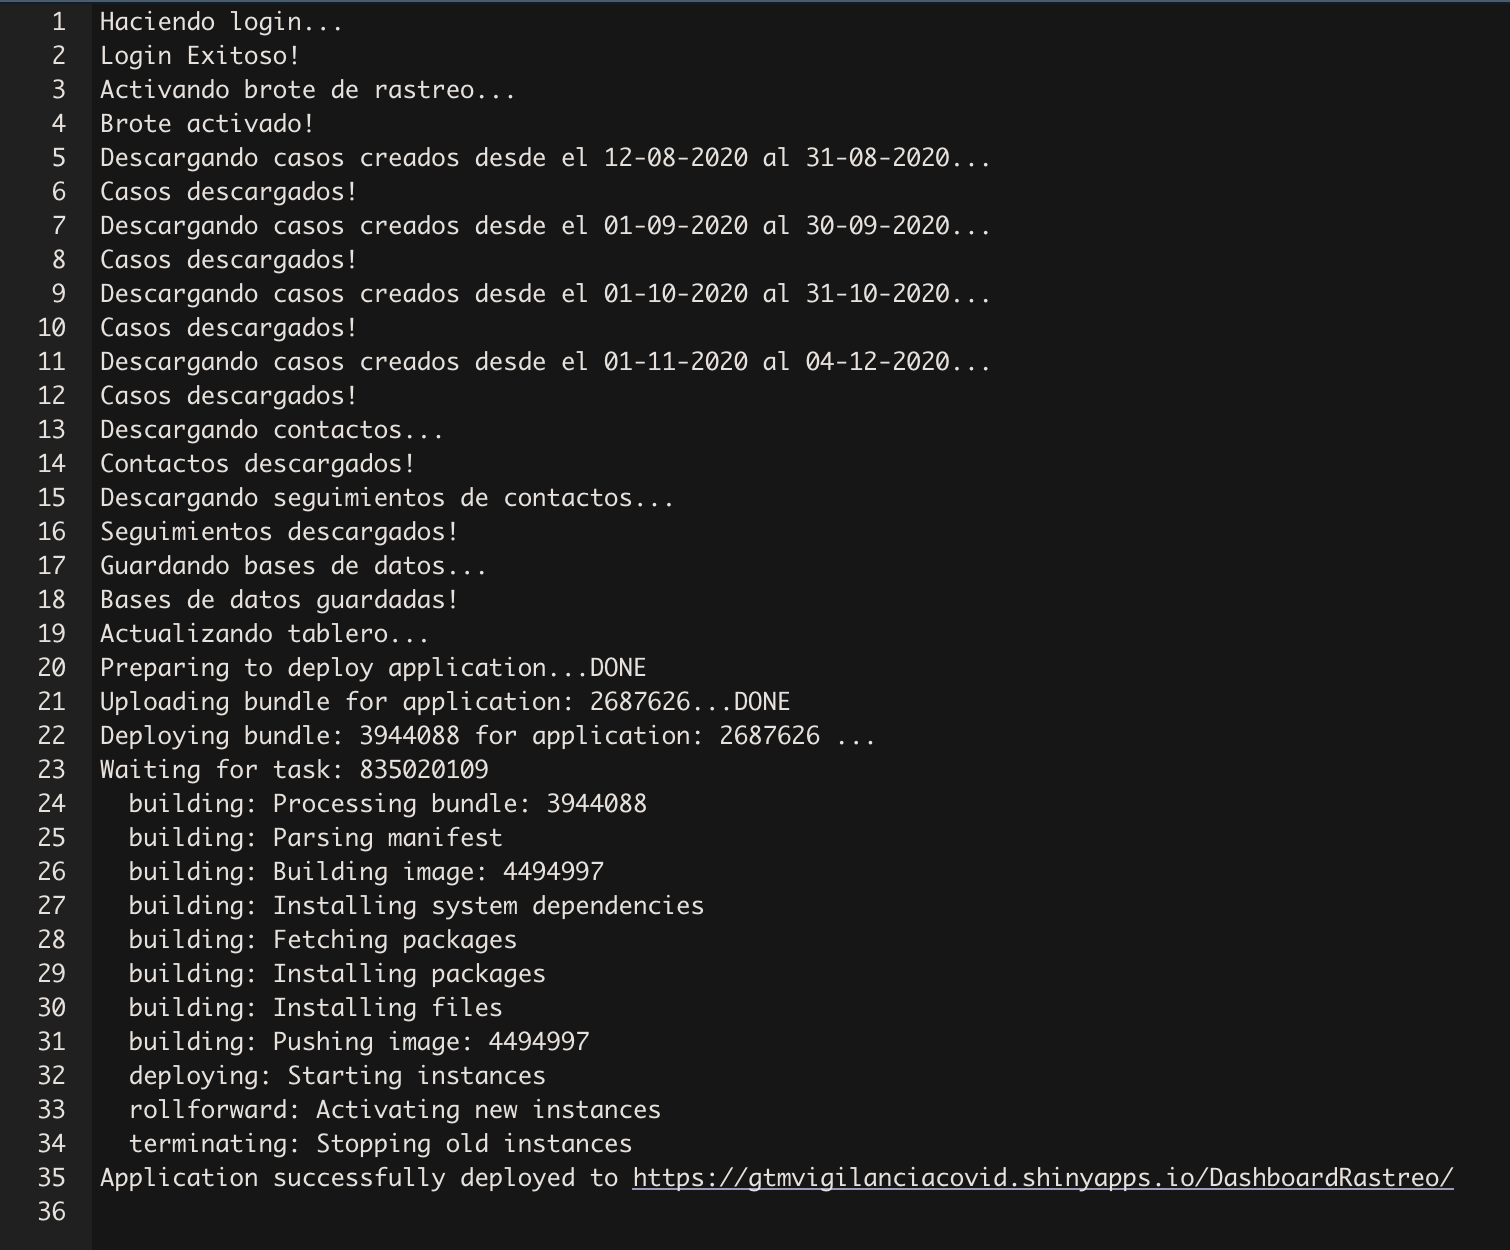 1 Haciendo login...
2 Login Exitoso!
3 Activando brote de rastreo...
4 Brote activado!
5 Descargando casos creados desde el 12-08-2020 al 31-08-2020...
6 Casos descargados!
7 Descargando casos creados desde el 01-09-2020 al 30-09-2020...
8 Casos descargados!
9 Descargando casos creados desde el 01-10-2020 al 31-10-2020...
10 Casos descargados!
11 Descargando casos creados desde el 01-11-2020 al 04-12-2020...
12 Casos descargados!
13 Descargando contactos...
14 Contactos descargados!
15 Descargando seguimientos de contactos...
16 Seguimientos descargados!
17 Guardando bases de datos...
18 Bases de datos guardadas!
19 Actualizando tablero...
20 Preparing to deploy application...DONE
21 Uploading bundle for application: 2687626...DONE
22 Deploying bundle: 3944088 for application: 2687626 ...
23 Waiting for task: 835020109
24   building: Processing bundle: 3944088
25   building: Parsing manifest
26   building: Building image: 4494997
27   building: Installing system dependencies
28   building: Fetching packages
29   building: Installing packages
30   building: Installing files
31   building: Pushing image: 4494997
32   deploying: Starting instances
33   rollforward: Activating new instances
34   terminating: Stopping old instances
35 Application successfully deployed to https://gtmvigilanciacovid.shinyapps.io/DashboardRastreo/
36